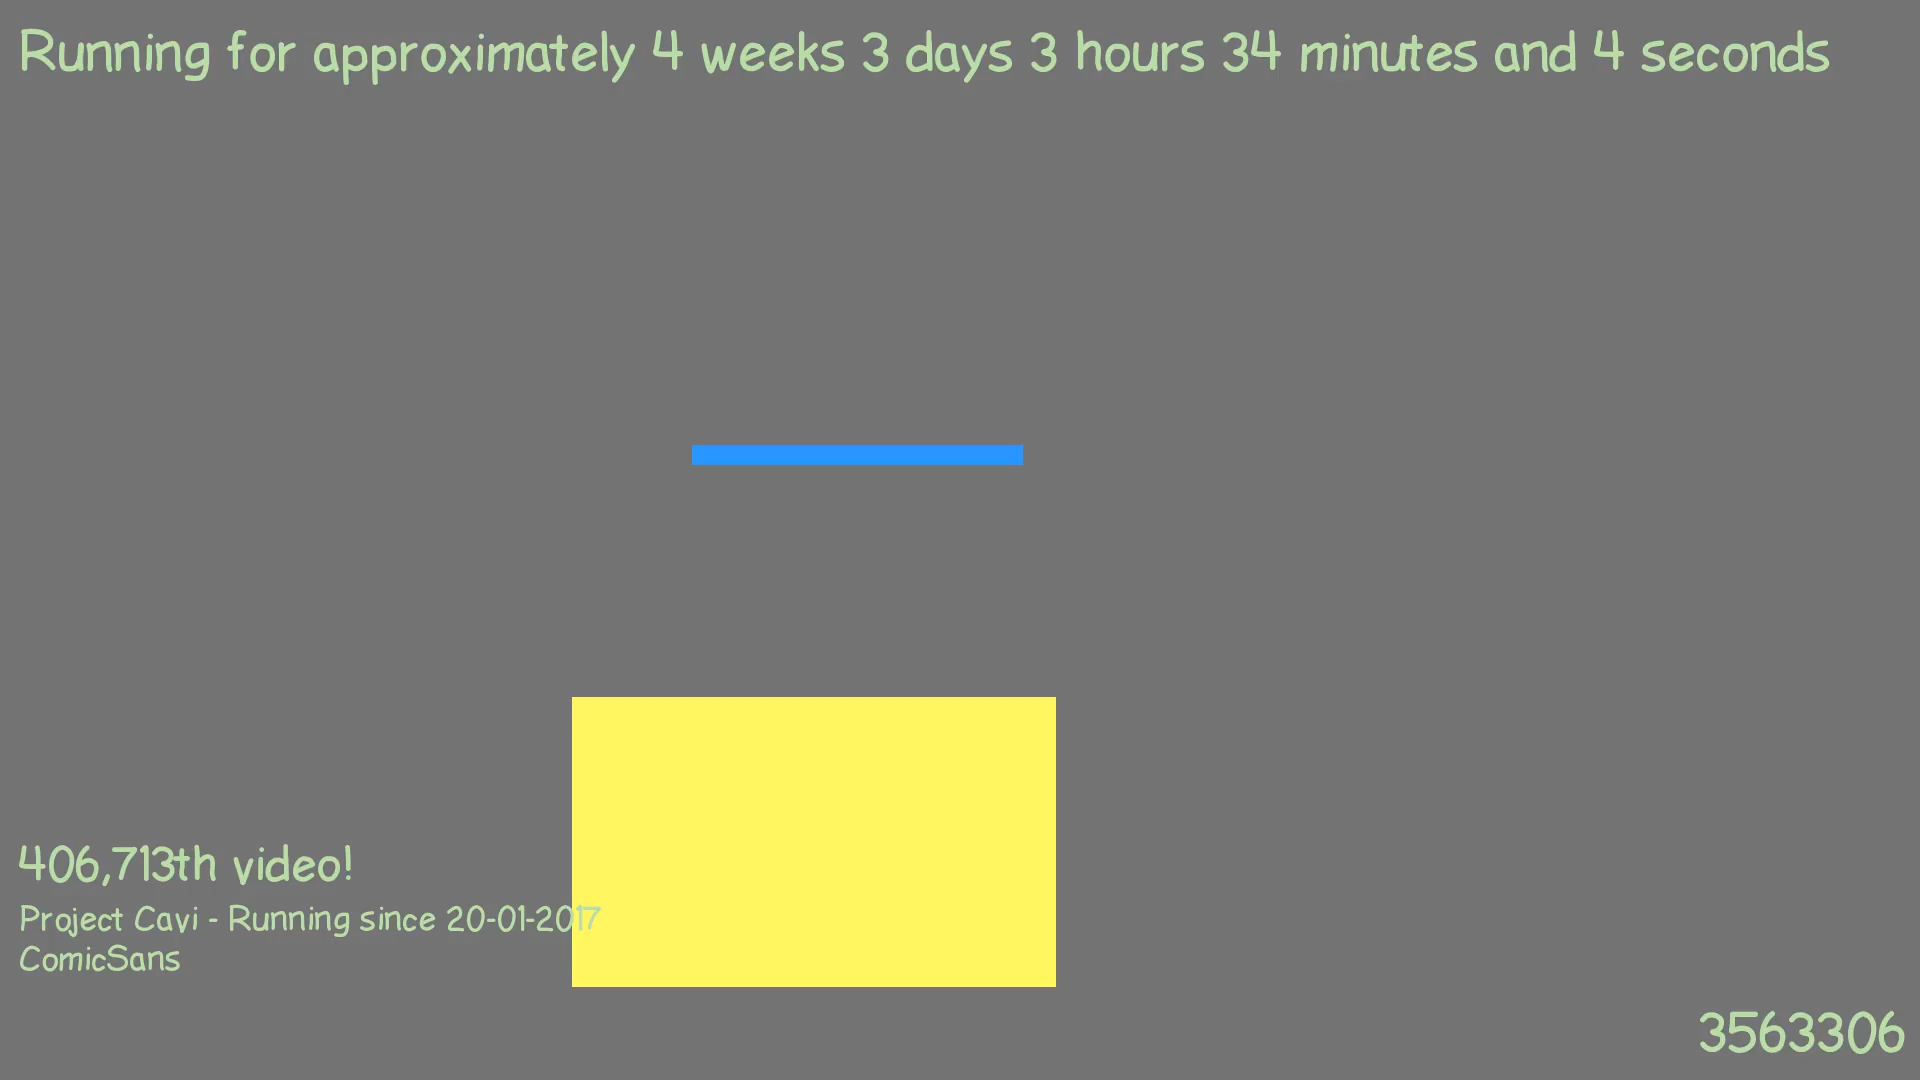 Running for approximately 4 weeks 3 days 3 hours 34 minutes and 4 seconds
406,713th video!
Project Cavi - Running since 20-01-2017
ComicSans
3563306